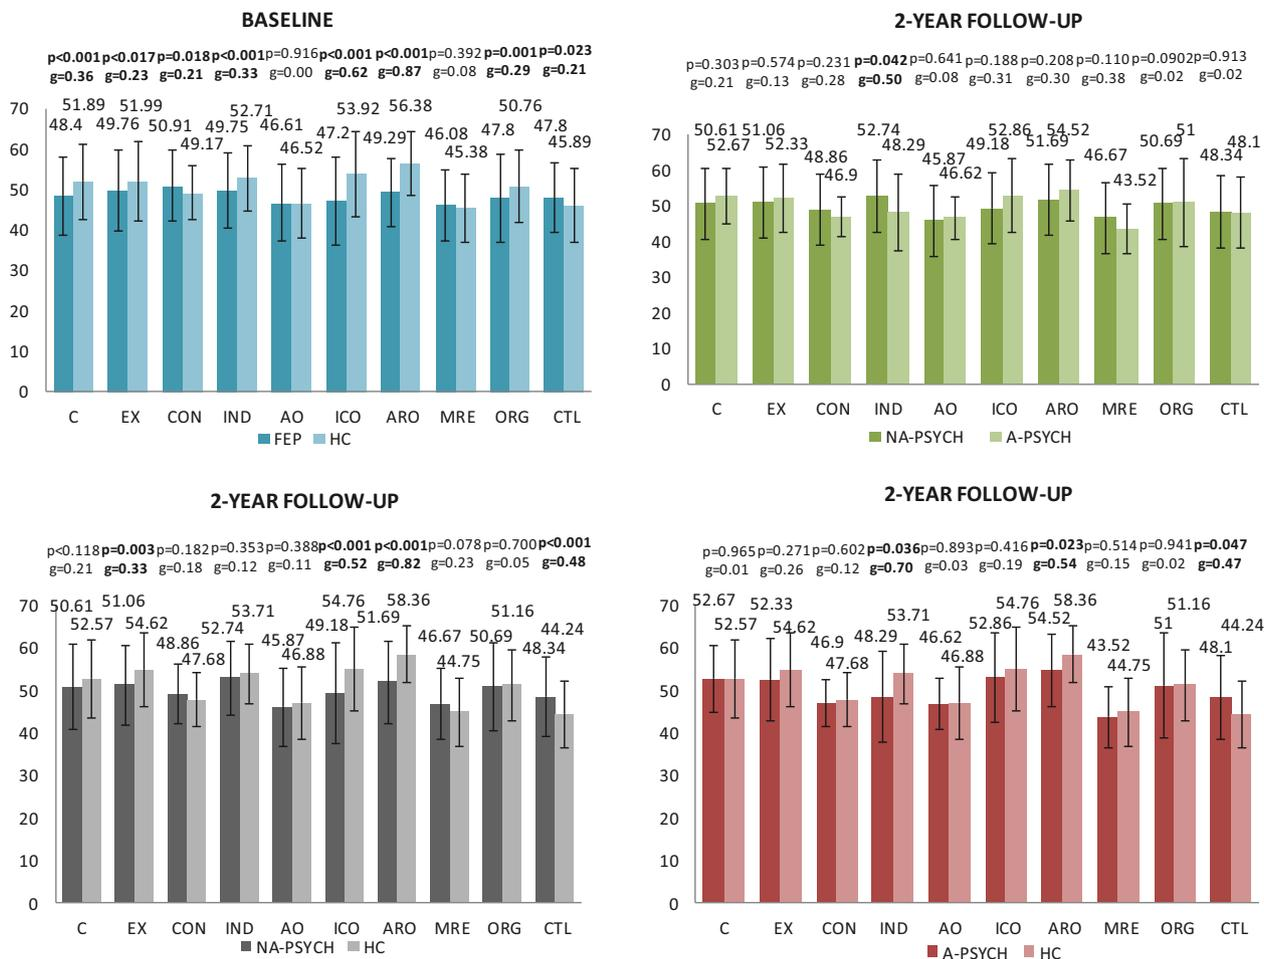 BASELINE
p<0.001 p<0.017 p=0.018 p<0.001 p=0.916 p<0.001 p<0.001 p=0.392 p=0.001 p=0.023
g=0.36 g=0.23 g=0.21 g=0.33 g=0.00 g=0.62 g=0.87 g=0.08 g=0.29 g=0.21
51.89 51.99 52.71 53.92 56.38 50.76
48.4 49.76 50.91 49.17 49.75 46.61 46.52 47.2 49.29 46.08 45.38 47.8 47.8 45.89
70
60
50
40
30
20
10
0
C EX CON IND AO ICO ARO MRE ORG CTL
FEP HC
2-YEAR FOLLOW-UP
p=0.303 p=0.574 p=0.231 p=0.042 p=0.641 p=0.188 p=0.208 p=0.110 p=0.0902 p=0.913
g=0.21 g=0.13 g=0.28 g=0.50 g=0.08 g=0.31 g=0.30 g=0.38 g=0.02 g=0.02
50.61 51.06 52.74 52.86 54.52 51
52.67 52.33 48.86 46.9 48.29 45.87 46.62 49.18 51.69 46.67 43.52 50.69 48.34 48.1
70
60
50
40
30
20
10
0
C EX CON IND AO ICO ARO MRE ORG CTL
NA-PSYCH A-PSYCH
2-YEAR FOLLOW-UP
p<0.118 p=0.003 p=0.182 p=0.353 p=0.388 p<0.001 p<0.001 p=0.078 p=0.700 p<0.001
g=0.21 g=0.33 g=0.18 g=0.12 g=0.11 g=0.52 g=0.82 g=0.23 g=0.05 g=0.48
50.61 51.06 53.71 54.76 58.36 51.16
52.57 54.62 48.86 47.68 52.74 45.87 46.88 49.18 51.69 46.67 44.75 50.69 48.34 44.24
70
60
50
40
30
20
10
0
C EX CON IND AO ICO ARO MRE ORG CTL
NA-PSYCH HC
2-YEAR FOLLOW-UP
p=0.965 p=0.271 p=0.602 p=0.036 p=0.893 p=0.416 p=0.023 p=0.514 p=0.941 p=0.047
g=0.01 g=0.26 g=0.12 g=0.70 g=0.03 g=0.19 g=0.54 g=0.15 g=0.02 g=0.47
52.67 52.33 53.71 54.76 58.36 51.16
52.57 54.62 46.9 47.68 48.29 46.62 46.88 52.86 54.52 43.52 44.75 51 48.1 44.24
70
60
50
40
30
20
10
0
C EX CON IND AO ICO ARO MRE ORG CTL
A-PSYCH HC